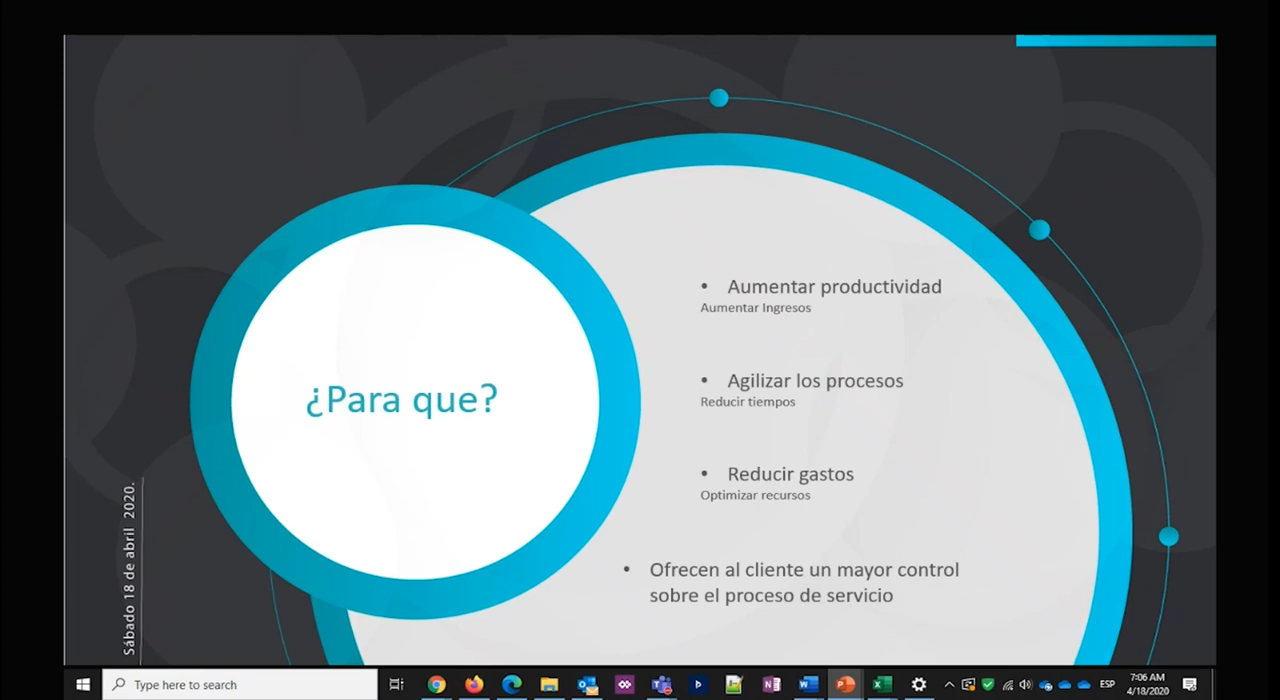 ¿Para que?
• Aumentar productividad
Aumentar Ingresos
• Agilizar los procesos
Reducir tiempos
• Reducir gastos
Optimizar recursos
• Ofrecen al cliente un mayor control
sobre el proceso de servicio
Sábado 18 de abril 2020.
Type here to search
ESP
7:06 AM
4/18/2020